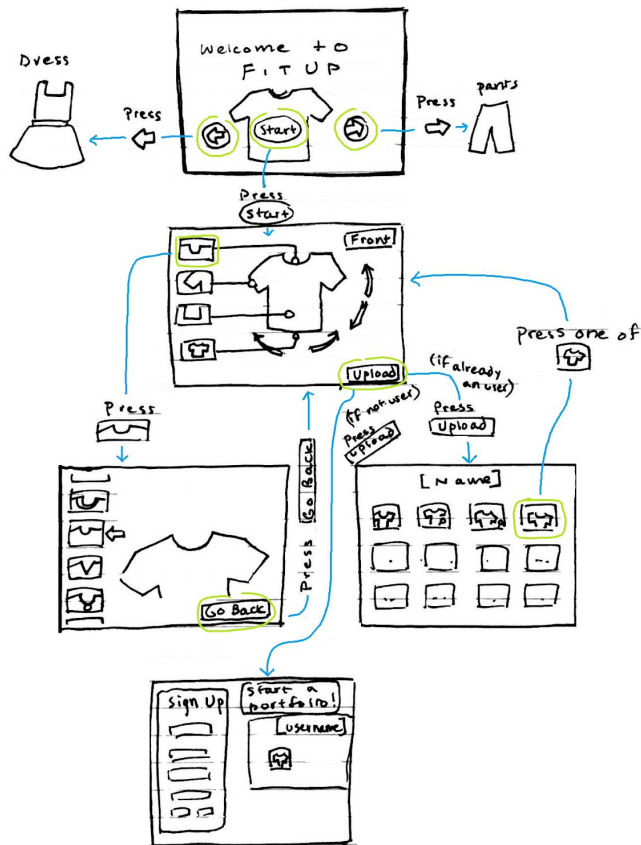 Dress
Welcome to
FITUP
pants
Press
Press
Start
Press
Start
Front
Upload
(if already
an user)
Press one of
(if not user)
Press
Upload
Press
Upload
Press
Press Go Back
[Name]
Go Back
Sign Up
Start a
portfolio!
[username]